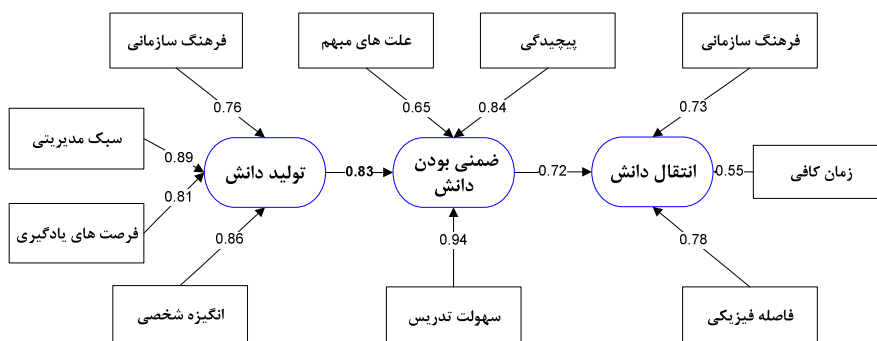 فرهنگ سازمانی
علت های مبهم
پیچیدگی
فرهنگ سازمانی
0.76
0.65
0.84
0.73
سبک مدیریتی
0.89
تولید دانش
0.83
ضمنی بودن
دانش
0.72
انتقال دانش
0.55
زمان کافی
0.81
فرصت های یادگیری
0.86
0.94
0.78
انگیزه شخصی
سهولت تدریس
فاصله فیزیکی